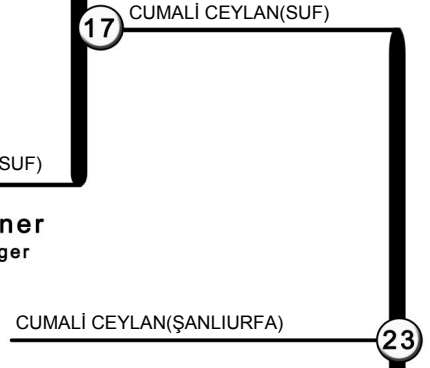 CUMALİ CEYLAN(SUF)
17
SUF)
ner
ger
CUMALİ CEYLAN(ŞANLIURFA)
23